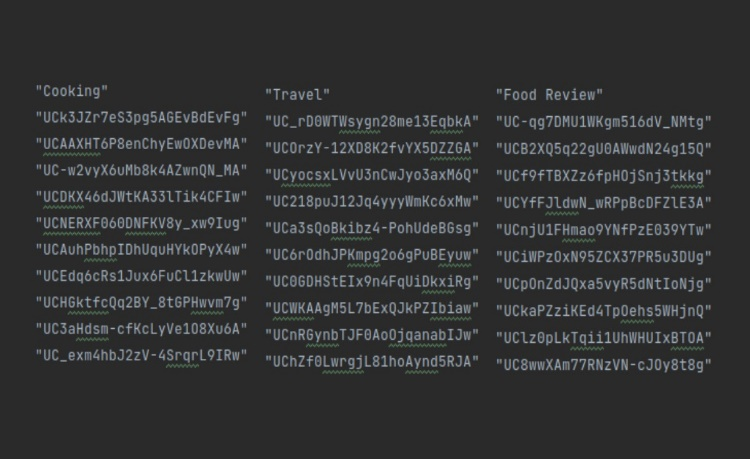 "Cooking"
"UCk3JZr7eS3pg5AGEvBdEvFg"
"UCAAXHT6P8enChyEwOXDevMA"
"UC-w2vyX6uMb8k4AZwnQN_MA"
"UCDKX46dJWtKA33lTik4CFIw"
"UCNERXF060DNFKV8y_xw9Iug"
"UCAuhPbhpIDhUquHYkOPyX4w"
"UCEdq6cRs1Jux6FuCl1zkwUw"
"UCHGktfcQq2BY_8tGPHwvm7g"
"UC3aHdsm-cfKcLyVe108Xu6A"
"UC_exm4hbJ2zV-4SrqrL9IRw"
"Travel"
"UC_rD0WTWsygn28me13EqbkA"
"UCOrzY-12XD8K2fvYX5DZZGA"
"UCyocsxLVvU3nCwJyo3axM6Q"
"UC218puJ12Jq4yyyWmKc6xMw"
"UCa3sQoBkibz4-PohUdeBGsg"
"UC6rOdhJPKmpg2o6gPuBEyuw"
"UC0GDHStEIx9n4FqUiDkxiRg"
"UCWKAAgM5L7bExQJkPZIbiaw"
"UCnRGynbTJF0AoOjqanabIJw"
"UChZf0LwrgjL81hoAynd5RJA"
"Food Review"
"UC-qg7DMU1WKgm516dV_NMtg"
"UCB2XQ5q22gU0AWwdN24g15Q"
"UCf9fTBXZz6fpHOjSnj3tkkg"
"UCYfFJldwN_wRPpBcDFZlE3A"
"UCnjU1FHmao9YNfPzE039YTw"
"UCiWPzOxN95ZCX37PR5u3DUg"
"UCpOnZdJQxa5vyR5dNtIoNjg"
"UCkaPZziKEd4TpOehs5WHjnQ"
"UClz0pLkTqii1UhWHUIxBTOA"
"UC8wwXAm77RNzVN-cJOy8t8g"